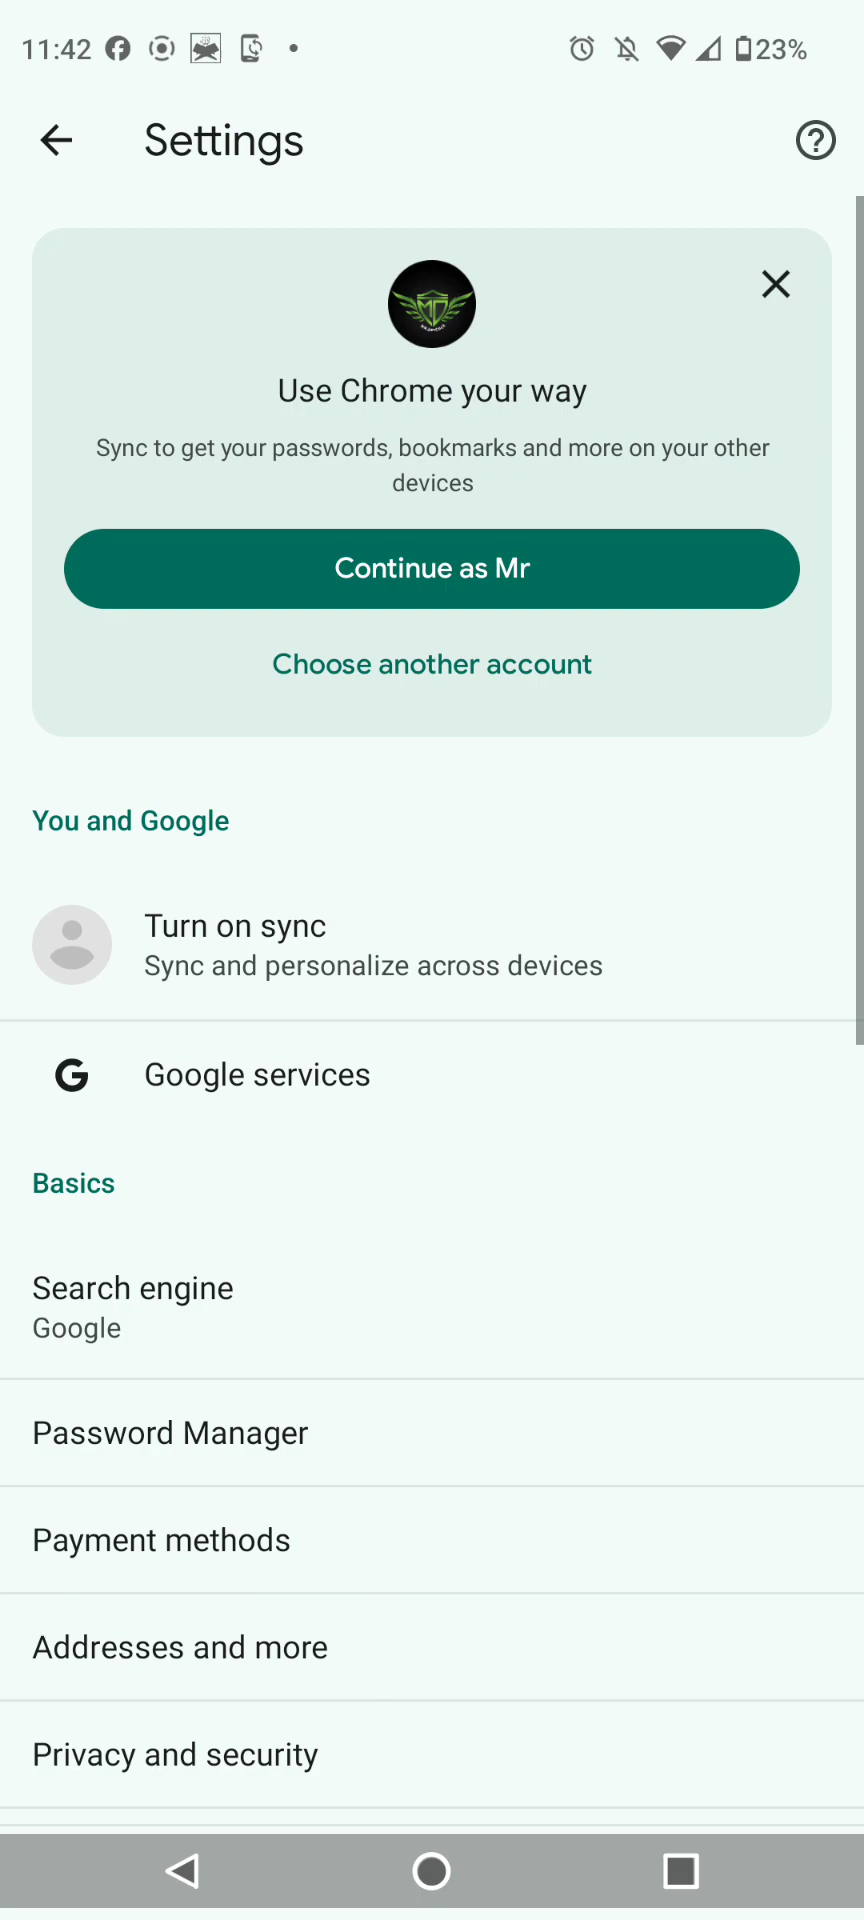 11:42
23%
Settings
Use Chrome your way
Sync to get your passwords, bookmarks and more on your other
devices
Continue as Mr
Choose another account
You and Google
Turn on sync
Sync and personalize across devices
Google services
Basics
Search engine
Google
Password Manager
Payment methods
Addresses and more
Privacy and security